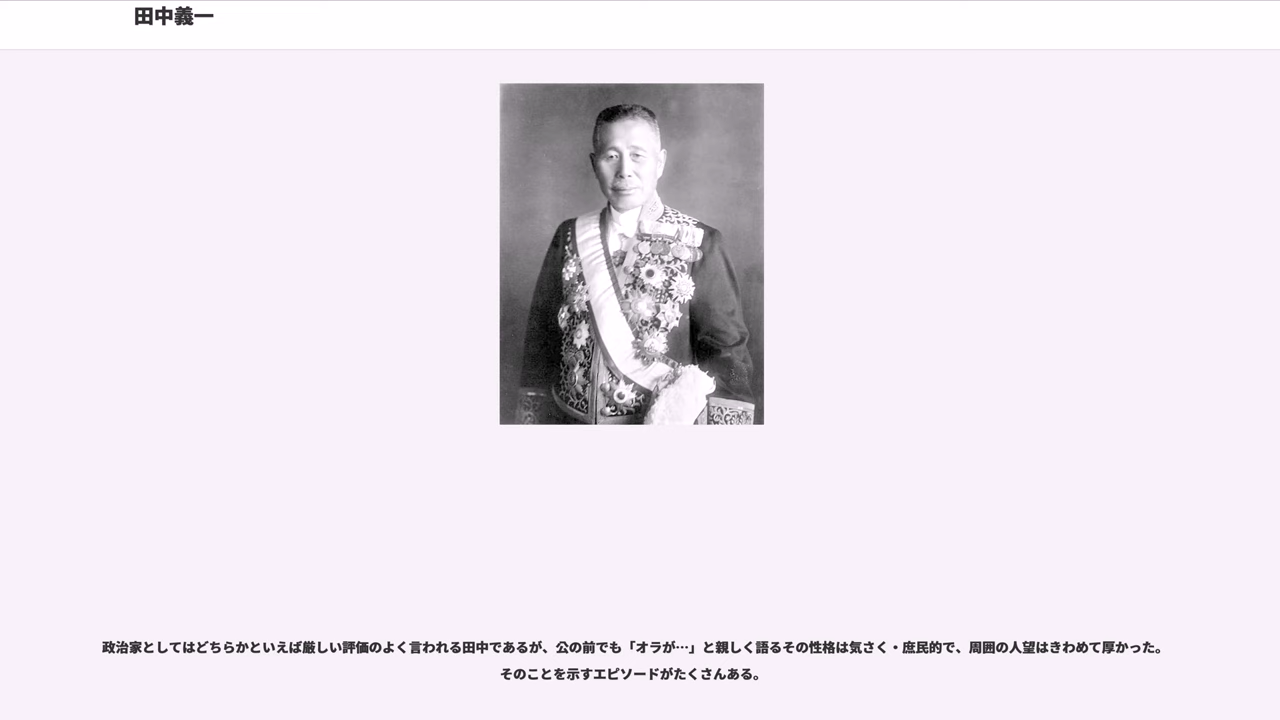 田中義一
政治家としてはどちらかといえば厳しい評価のよく言われる田中であるが、公の前でも「オラが…」と親しく語るその性格は気さく・庶民的で、周囲の人望はきわめて厚かった。
そのことを示すエピソードがたくさんある。